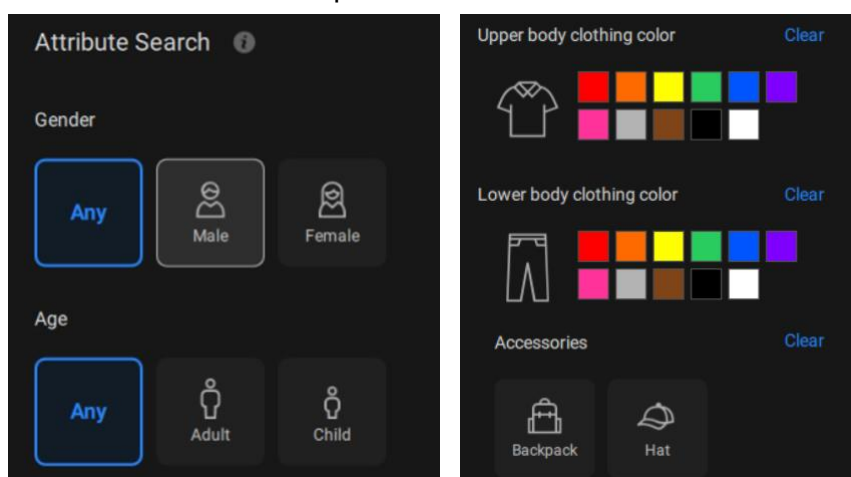 Attribute Search
Gender
Any
Male
Female
Age
Any
Adult
Child
Upper body clothing color Clear
Lower body clothing color Clear
Accessories Clear
Backpack
Hat